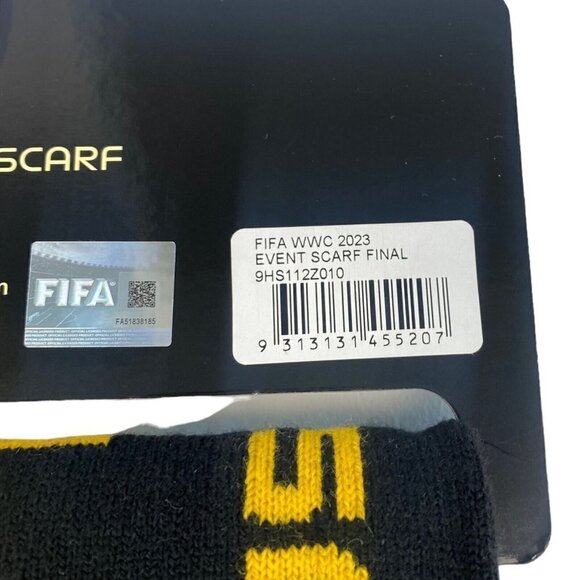 SCARF
FIFA WWC 2023
EVENT SCARF FINAL
9HS112Z010
9 313131 455207
FIFA
FA51838185